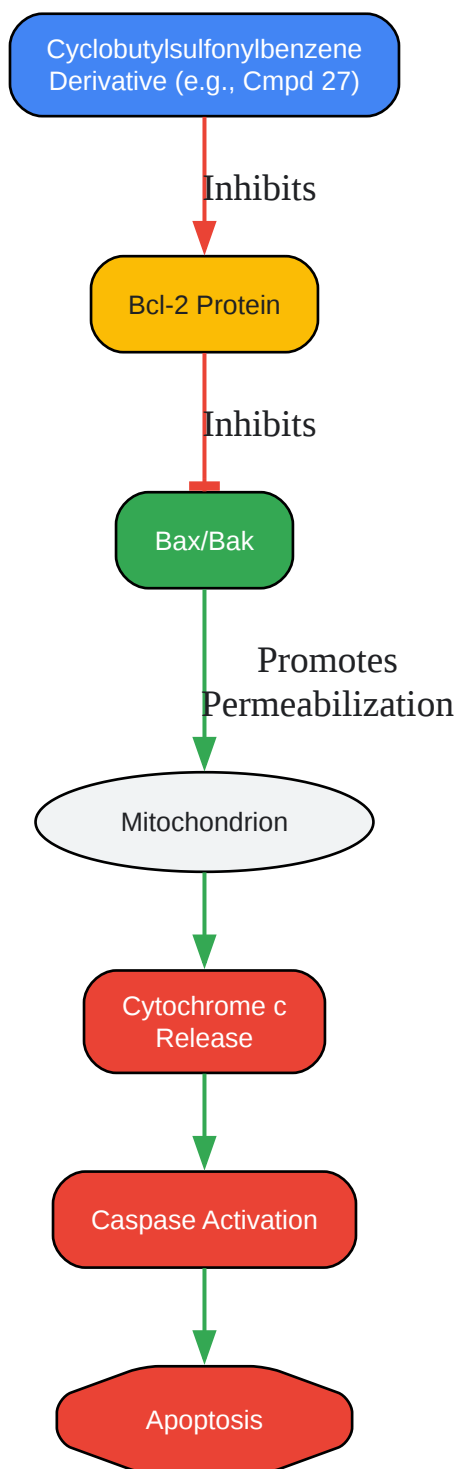 Cyclobutylsulfonylbenzene
Derivative (e.g., Cmpd 27)
Inhibits
Bcl-2 Protein
Inhibits
Bax/Bak
Promotes
Permeabilization
Mitochondrion
Cytochrome c
Release
Caspase Activation
Apoptosis